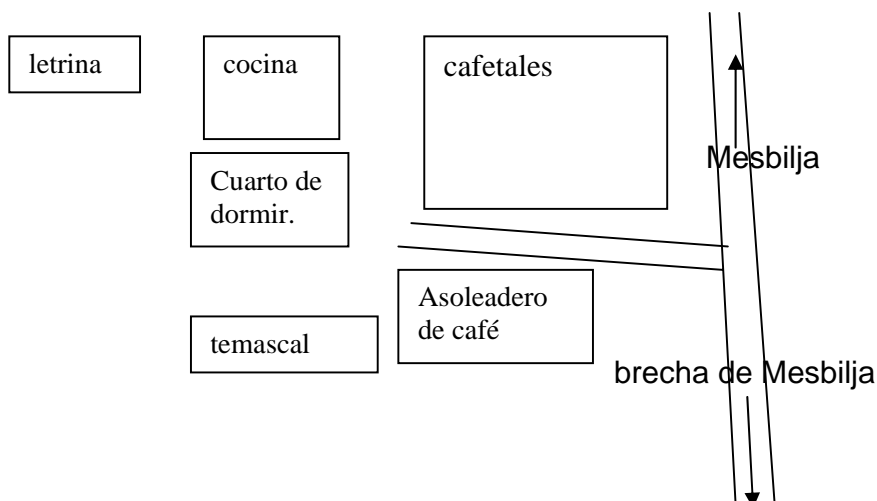 letrina
cocina
cafetales
Mesbilja
Cuarto de
dormir.
Asoleadero
de café
temascal
brecha de Mesbilja